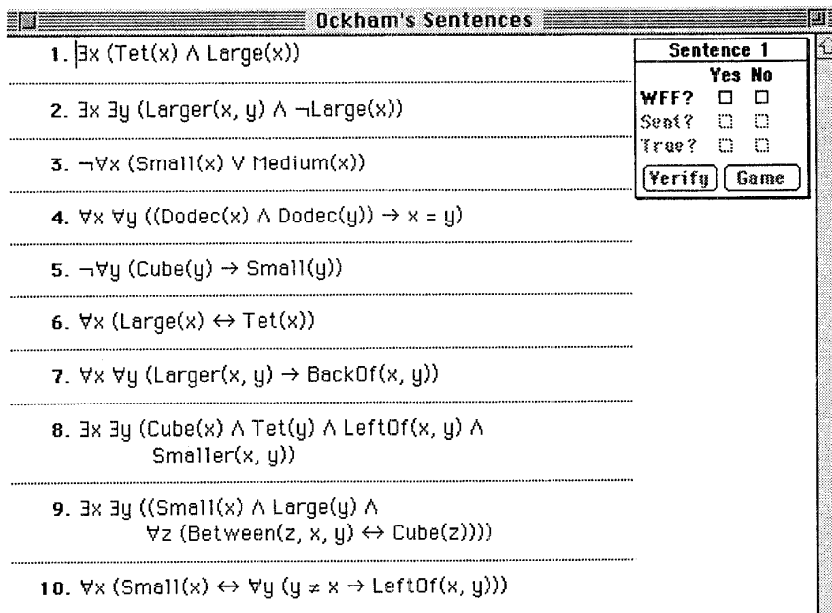 Ockham's Sentences
1. ∃x (Tet(x) ∧ Large(x))
2. ∃x ∃y (Larger(x, y) ∧ ¬Large(x))
3. ¬∀x (Small(x) ∨ Medium(x))
4. ∀x ∀y ((Dodec(x) ∧ Dodec(y)) → x = y)
5. ¬∀y (Cube(y) → Small(y))
6. ∀x (Large(x) ↔ Tet(x))
7. ∀x ∀y (Larger(x, y) → BackOf(x, y))
8. ∃x ∃y (Cube(x) ∧ Tet(y) ∧ LeftOf(x, y) ∧
Smaller(x, y))
9. ∃x ∃y ((Small(x) ∧ Large(y) ∧
∀z (Between(z, x, y) ↔ Cube(z))))
10. ∀x (Small(x) ↔ ∀y (y ≠ x → LeftOf(x, y)))
Sentence 1
Yes No
WFF?
Sent?
True?
Verify Game